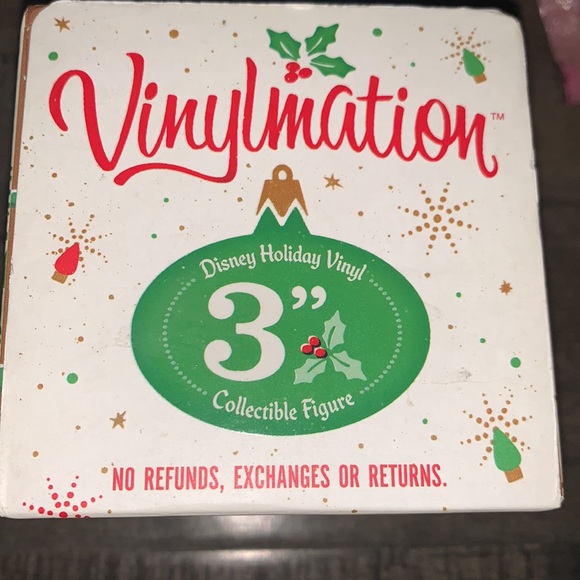 Vinylmation™
Disney Holiday Vinyl
3”
Collectible Figure
NO REFUNDS, EXCHANGES OR RETURNS.